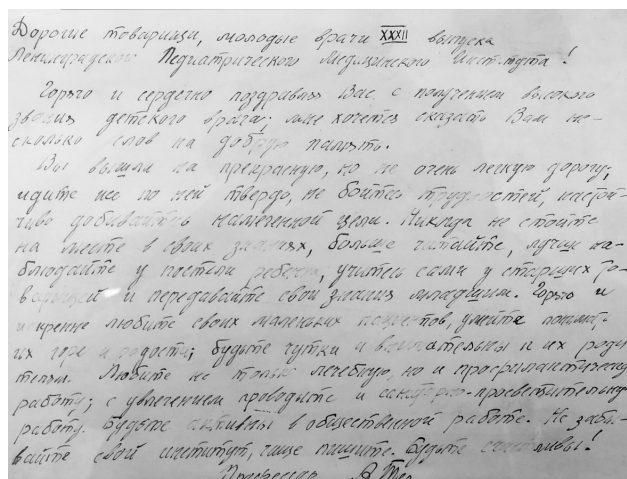 Дорогие товарищи, молодые врачи XXXII выпуска
Ленинградского Педиатрического Медицинского Института!
Горячо и сердечно поздравляя Вас с получением высокого
звания детского врача, мне хочется сказать Вам не-
сколько слов на добрую память.
Вы вышли на прекрасную, но не очень легкую дорогу;
идите же по ней твердо, не бойтесь трудностей, настой-
чиво добивайтесь намеченной цели. Никогда не стойте
на месте в своих знаниях, больше читайте, лучше на-
блюдайте у постели ребенка, учитесь сами у старших то-
варищей и передавайте свои знания младшим. Горячо и
искренне любите своих маленьких пациентов, умейте понимать
их горе и радости; будьте чутки и внимательны и их роди
телям. Любите не только лечебную, но и профилактическую
работу; с увлечением проводите и санитарно-просветительную
работу. Будьте активны в общественной работе. Не забы-
вайте свой институт, чаще пишите. Будьте счастливы!
Профессор А. Тур